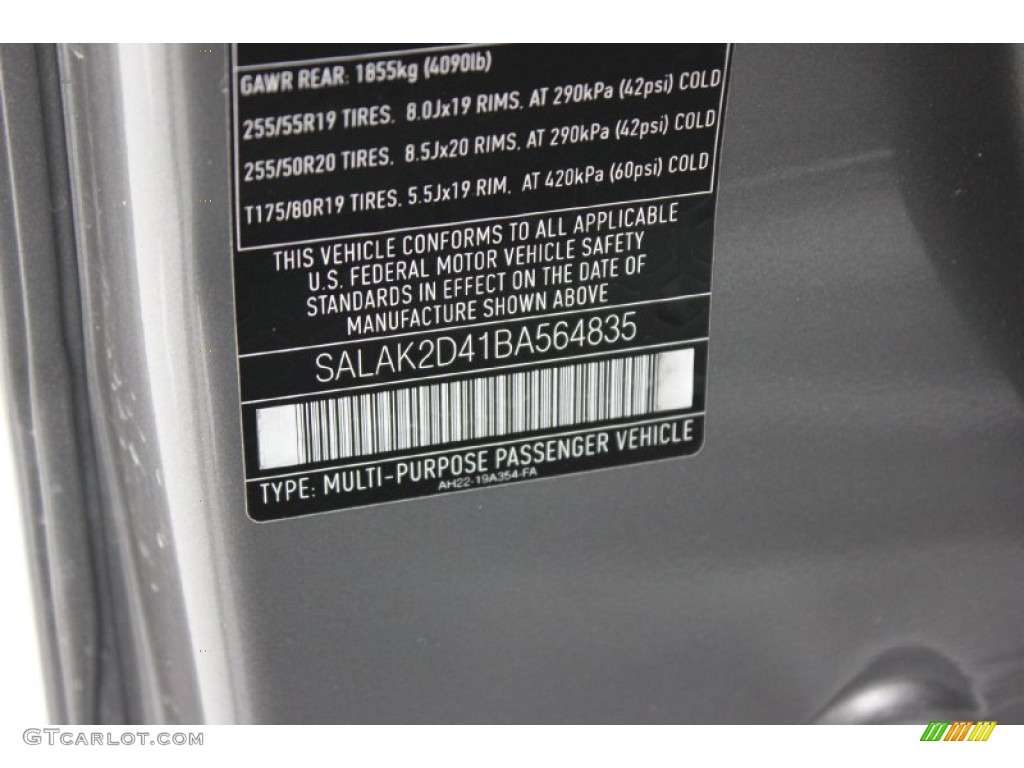 GAWR REAR: 1855kg (4090lb)
255/55R19 TIRES, 8.0Jx19 RIMS, AT 290kPa (42psi) COLD
255/50R20 TIRES, 8.5Jx20 RIMS, AT 290kPa (42psi) COLD
T175/80R19 TIRES, 5.5Jx19 RIM, AT 420kPa (60psi) COLD
THIS VEHICLE CONFORMS TO ALL APPLICABLE
U.S. FEDERAL MOTOR VEHICLE SAFETY
STANDARDS IN EFFECT ON THE DATE OF
MANUFACTURE SHOWN ABOVE
SALAK2D41BA564835
TYPE: MULTI-PURPOSE PASSENGER VEHICLE
AH22-19A354-FA
GTCarlot.com